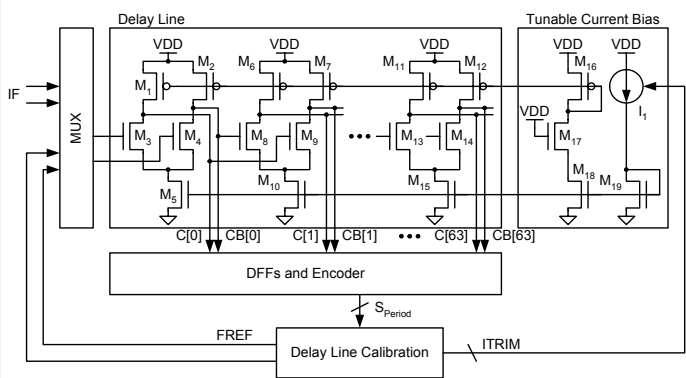 Delay Line
Tunable Current Bias
VDD VDD VDD VDD VDD
M1 M2 M6 M7 M11 M12 M16
IF
MUX
I1
VDD
M3 M4 M8 M9 M13 M14 M17
M5 M10 M15 M18 M19
C[0] CB[0] C[1] CB[1] C[63] CB[63]
DFFs and Encoder
SPeriod
FREF
Delay Line Calibration
ITRIM